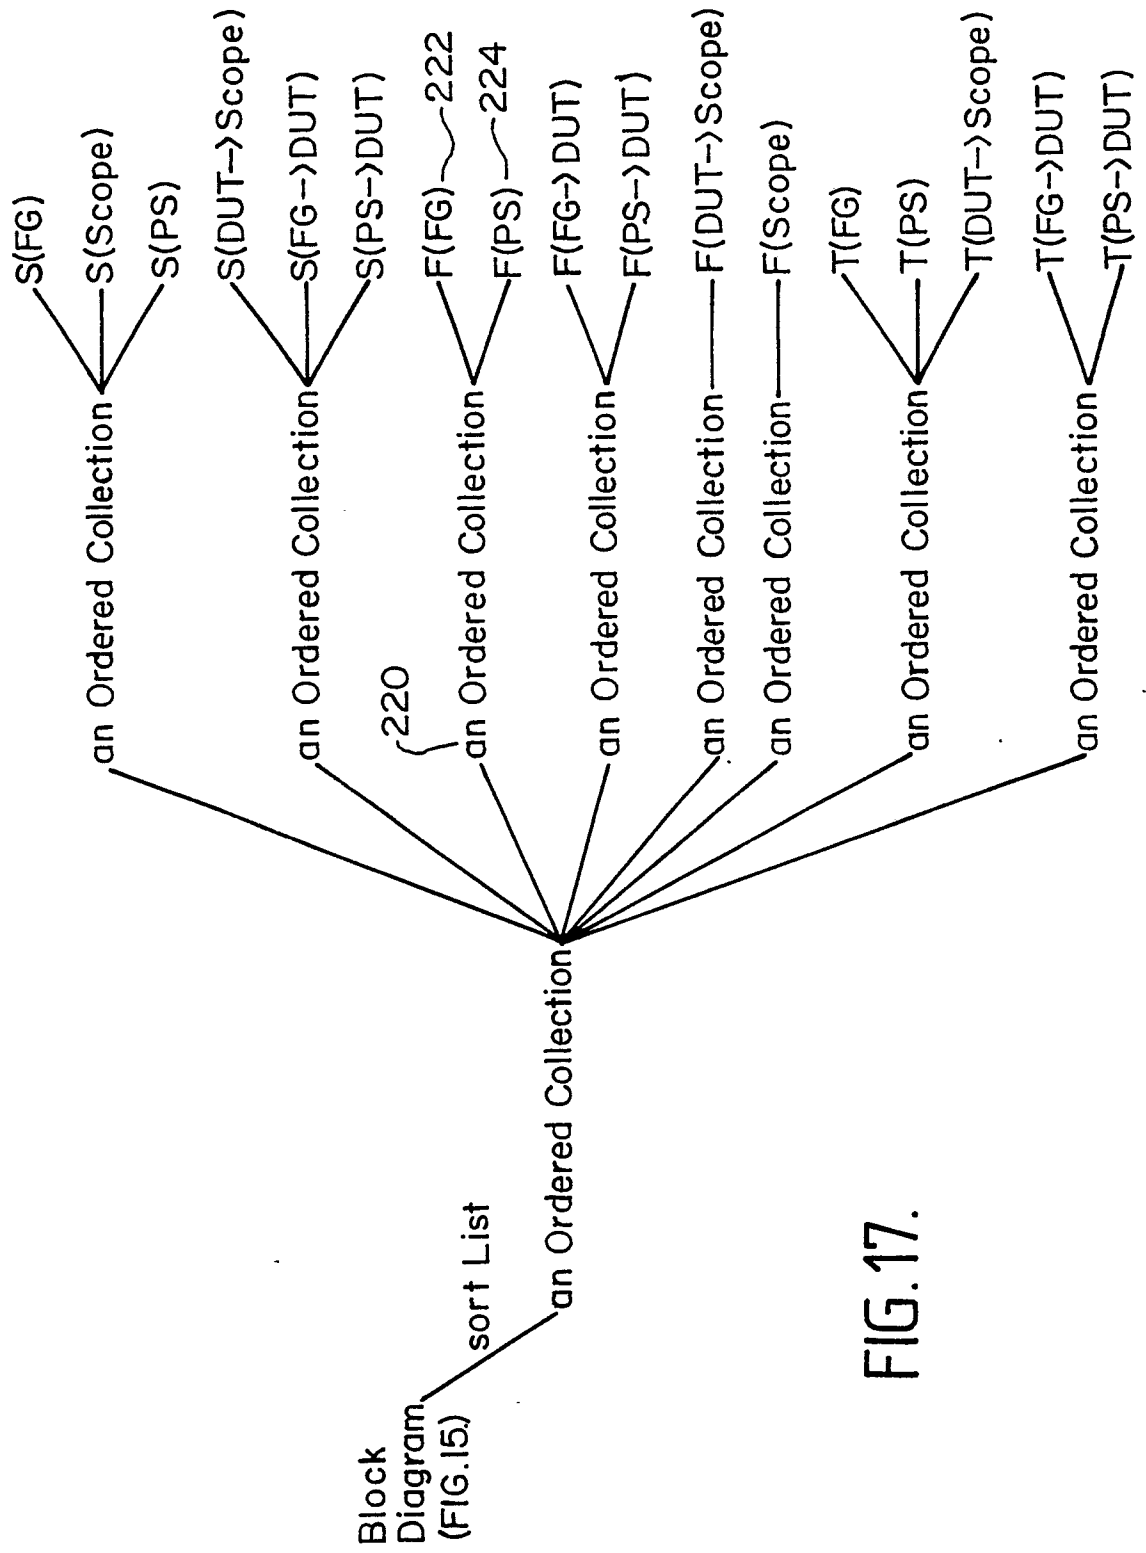 Block
Diagram
(FIG.15.)
sort List
an Ordered Collection
an Ordered Collection
S(FG)
S(Scope)
S(PS)
an Ordered Collection
S(DUT->Scope)
S(FG->DUT)
S(PS->DUT)
220
an Ordered Collection
F(FG) 222
F(PS) 224
an Ordered Collection
F(FG->DUT)
F(PS->DUT)
an Ordered Collection
F(DUT->Scope)
an Ordered Collection
F(Scope)
an Ordered Collection
T(FG)
T(PS)
T(DUT->Scope)
an Ordered Collection
T(FG->DUT)
T(PS->DUT)
FIG.17.